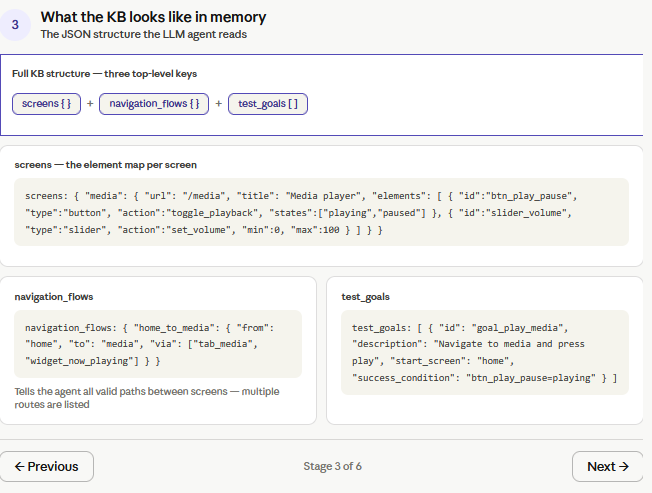 3
What the KB looks like in memory
The JSON structure the LLM agent reads
Full KB structure — three top-level keys
screens { } + navigation_flows { } + test_goals [ ]
screens — the element map per screen
screens: { "media": { "url": "/media", "title": "Media player", "elements": [ { "id":"btn_play_pause",
"type":"button", "action":"toggle_playback", "states":["playing","paused"] }, { "id":"slider_volume",
"type":"slider", "action":"set_volume", "min":0, "max":100 } ] } }
navigation_flows
navigation_flows: { "home_to_media": { "from":
"home", "to": "media", "via": ["tab_media",
"widget_now_playing"] } }
Tells the agent all valid paths between screens — multiple
routes are listed
test_goals
test_goals: [ { "id": "goal_play_media",
"description": "Navigate to media and press
play", "start_screen": "home",
"success_condition": "btn_play_pause=playing" } ]
← Previous
Stage 3 of 6
Next →